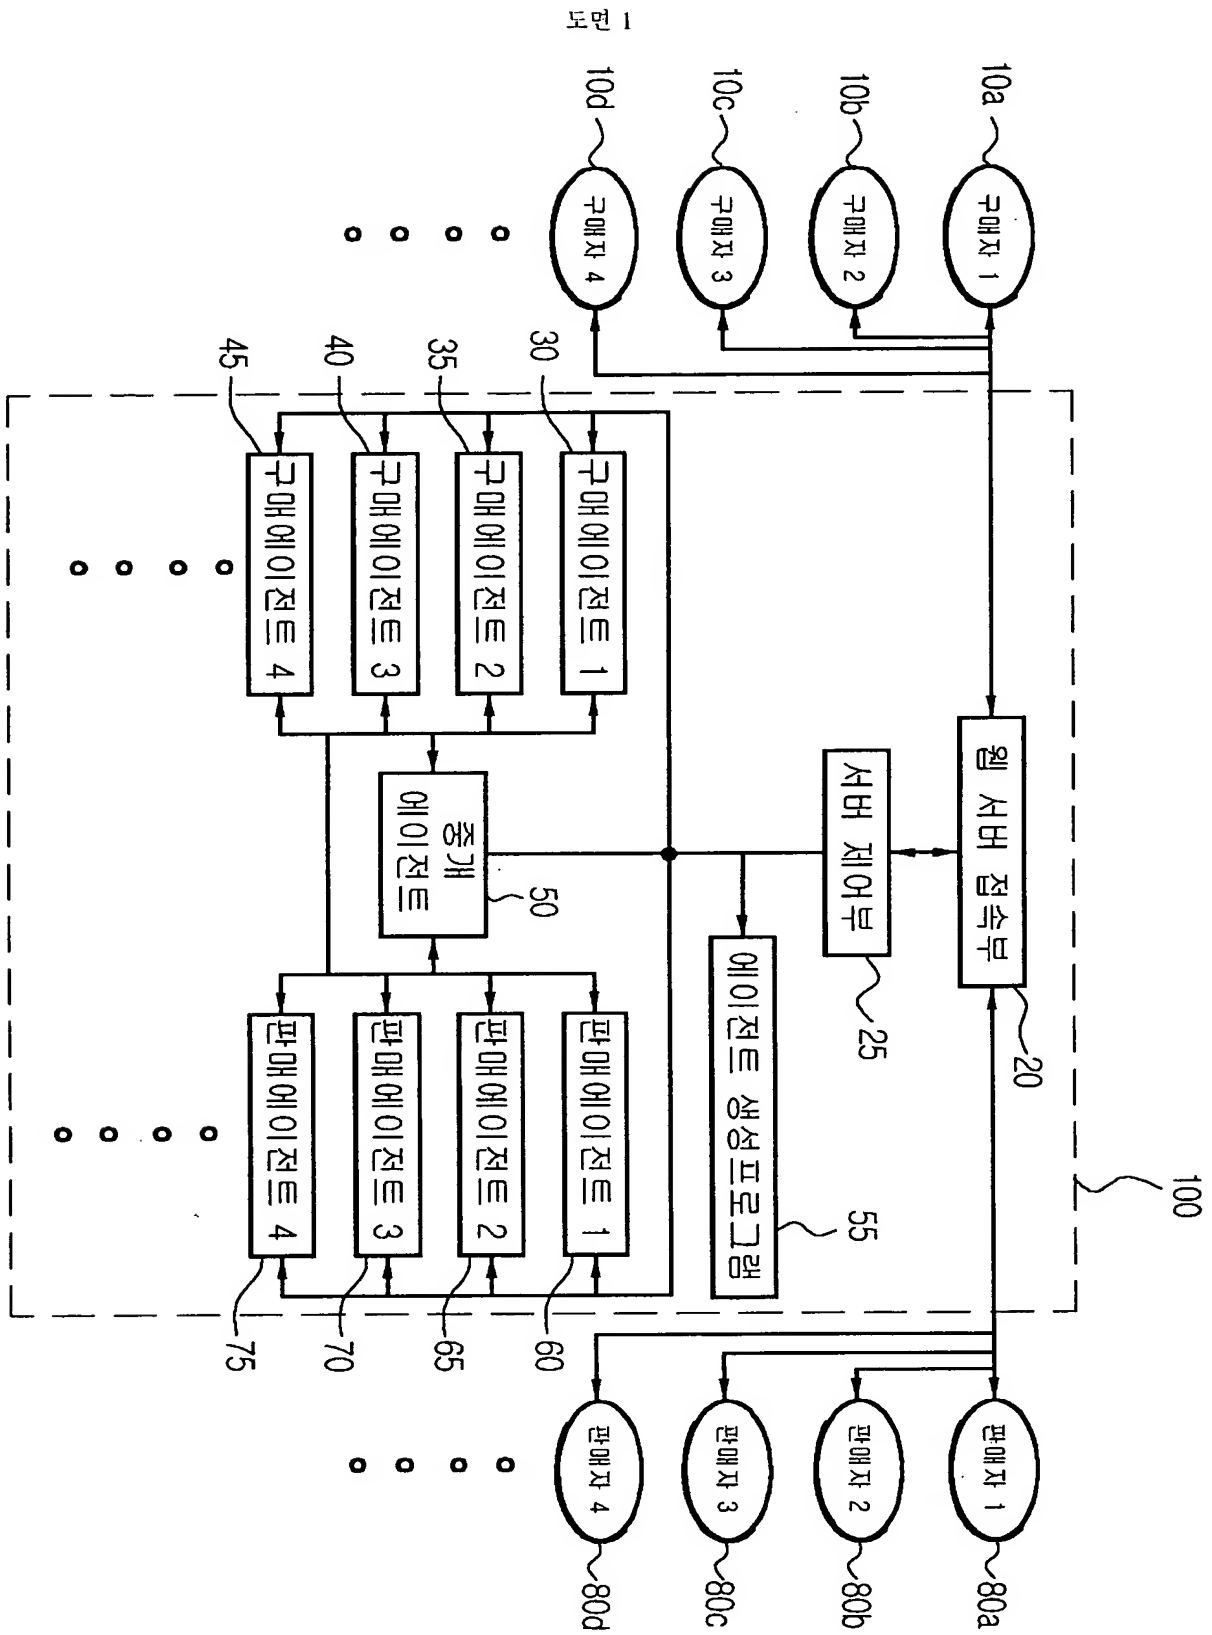 도면 1
10a
10b
10c
10d
구매자 1
구매자 2
구매자 3
구매자 4
30
35
40
45
구매에이전트 1
구매에이전트 2
구매에이전트 3
구매에이전트 4
웹 서버 접속부
20
서버 제어부
25
중개
에이전트
50
에이전트 생성프로그램
55
100
판매에이전트 1
판매에이전트 2
판매에이전트 3
판매에이전트 4
60
65
70
75
판매자 1
판매자 2
판매자 3
판매자 4
80a
80b
80c
80d